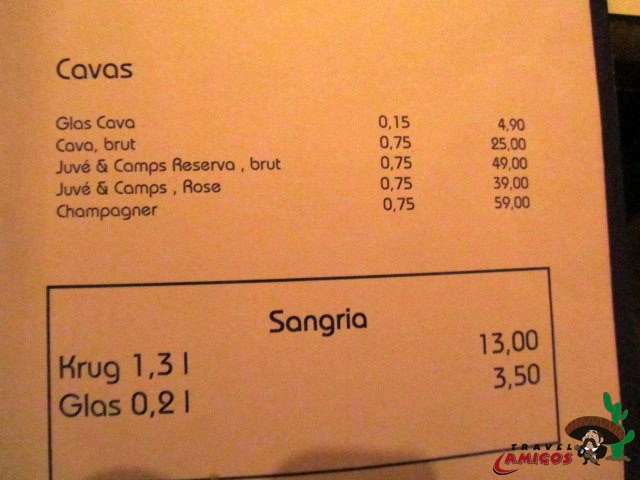 Cavas
Glas Cava 0,15 4,90
Cava, brut 0,75 25,00
Juvé & Camps Reserva , brut 0,75 49,00
Juvé & Camps , Rose 0,75 39,00
Champagner 0,75 59,00
Sangria
Krug 1,3 l 13,00
Glas 0,2 l 3,50
TRAVEL
AMIGOS